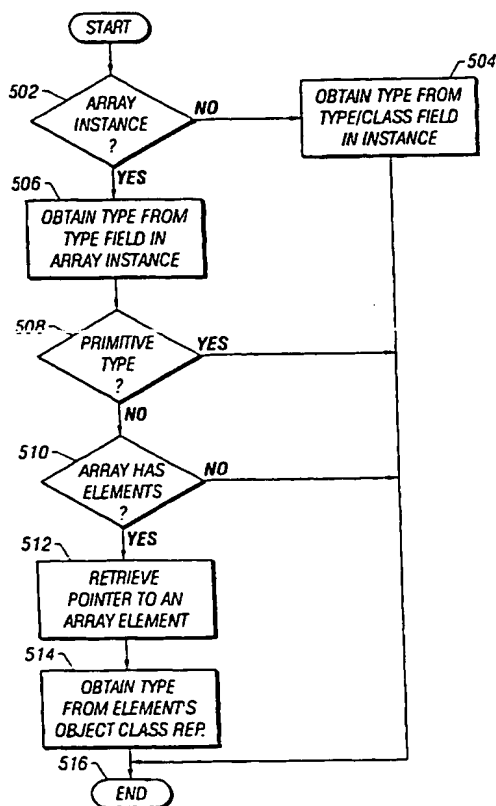 START
502
ARRAY
INSTANCE
?
NO
504
OBTAIN TYPE FROM
TYPE/CLASS FIELD
IN INSTANCE
YES
506
OBTAIN TYPE FROM
TYPE FIELD IN
ARRAY INSTANCE
508
PRIMITIVE
TYPE
?
YES
NO
510
ARRAY HAS
ELEMENTS
?
NO
YES
512
RETRIEVE
POINTER TO AN
ARRAY ELEMENT
514
OBTAIN TYPE
FROM ELEMENT'S
OBJECT CLASS REP.
516
END